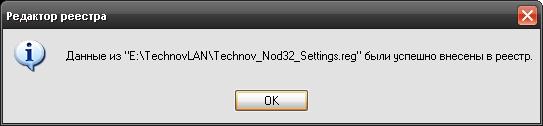 Редактор реестра
Данные из "E:\TechnovLAN\Technov_Nod32_Settings.reg" были успешно внесены в реестр.
OK